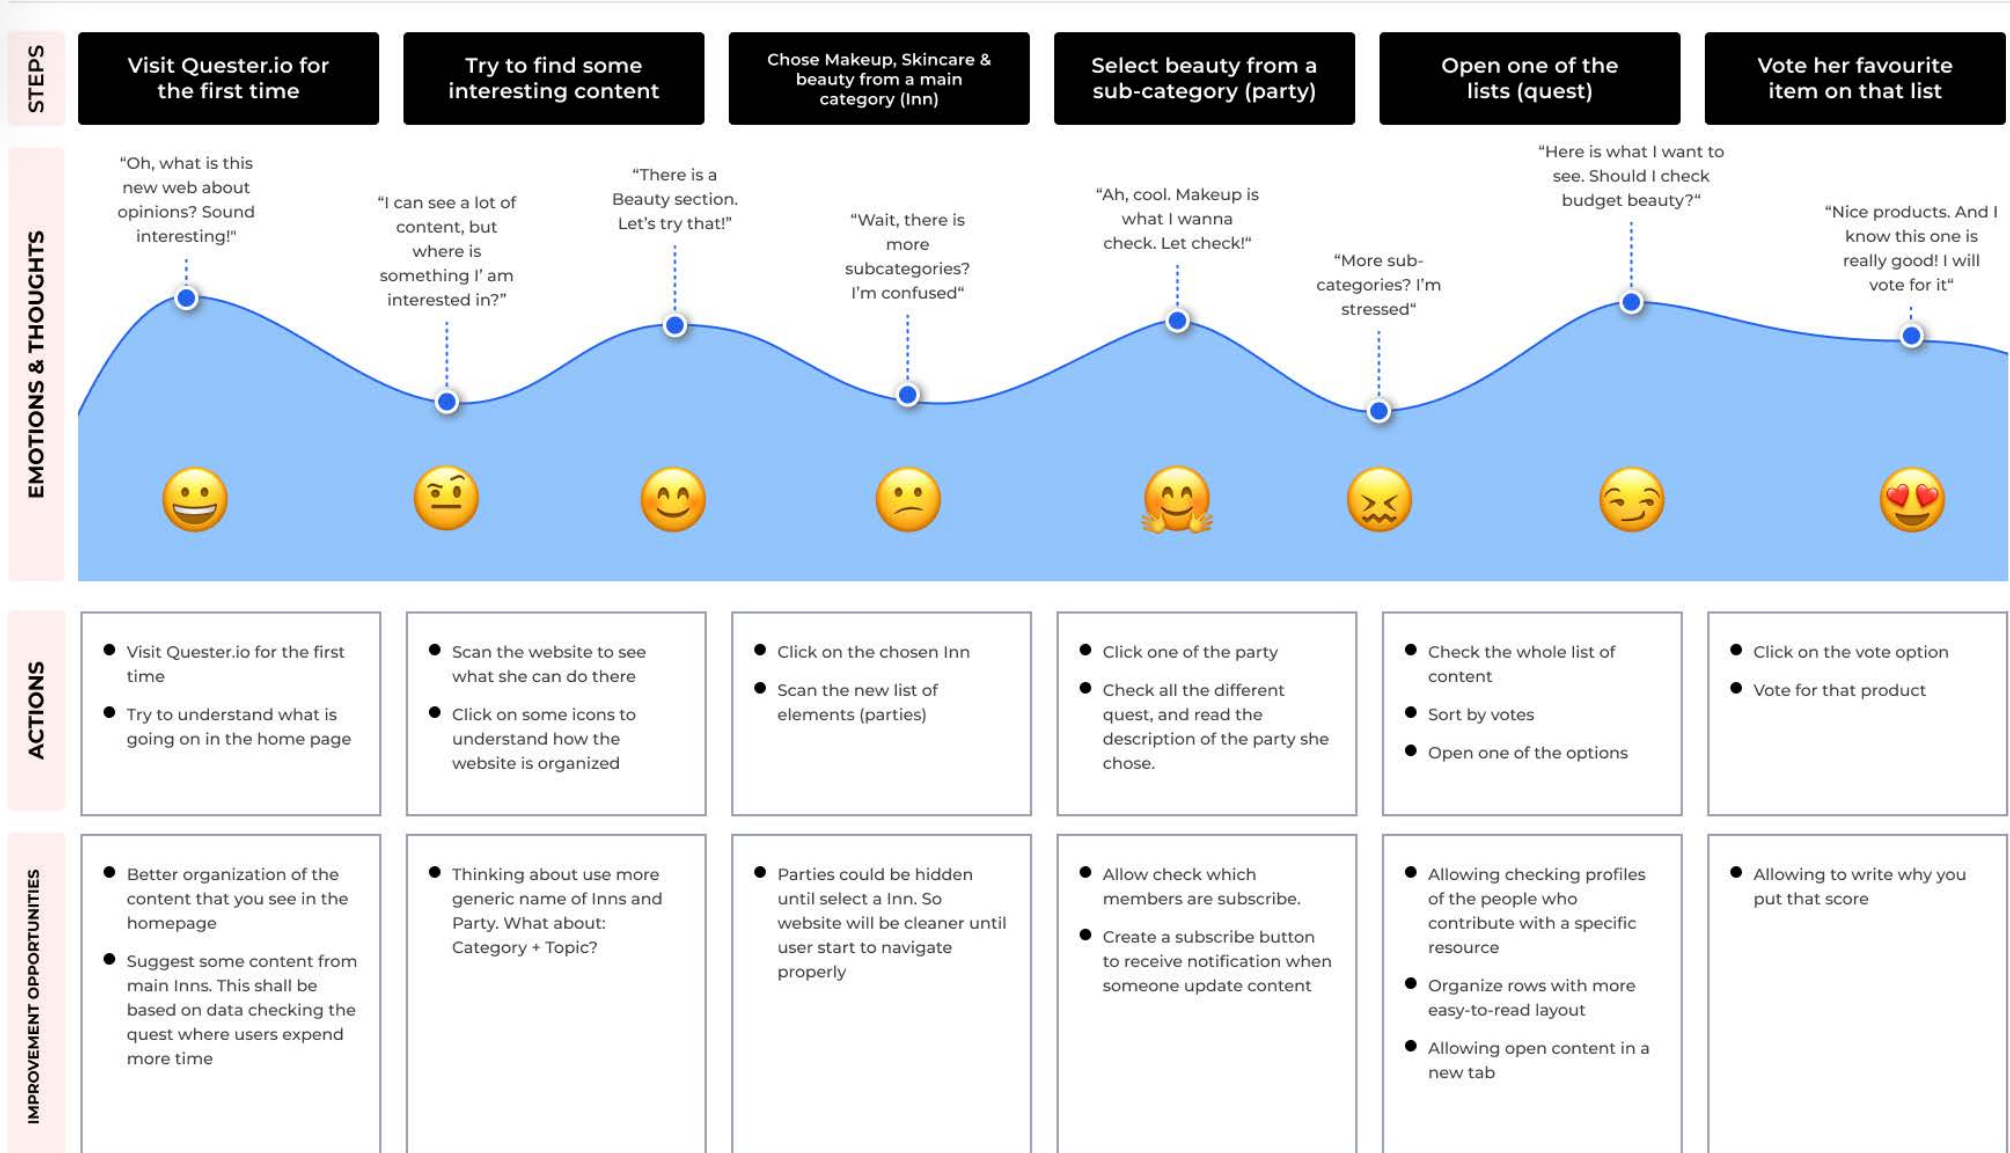 STEPS
Visit Quester.io for
the first time
Try to find some
interesting content
Chose Makeup, Skincare &
beauty from a main
category (Inn)
Select beauty from a
sub-category (party)
Open one of the
lists (quest)
Vote her favourite
item on that list
EMOTIONS & THOUGHTS
“Oh, what is this
new web about
opinions? Sound
interesting!"
“I can see a lot of
content, but
where is
something I’ am
interested in?”
“There is a
Beauty section.
Let’s try that!”
“Wait, there is
more
subcategories?
I’m confused“
“Ah, cool. Makeup is
what I wanna
check. Let check!“
“More sub-
categories? I’m
stressed“
“Here is what I want to
see. Should I check
budget beauty?“
“Nice products. And I
know this one is
really good! I will
vote for it“
ACTIONS
● Visit Quester.io for the first
time
● Try to understand what is
going on in the home page
● Scan the website to see
what she can do there
● Click on some icons to
understand how the
website is organized
● Click on the chosen Inn
● Scan the new list of
elements (parties)
● Click one of the party
● Check all the different
quest, and read the
description of the party she
chose.
● Check the whole list of
content
● Sort by votes
● Open one of the options
● Click on the vote option
● Vote for that product
IMPROVEMENT OPPORTUNITIES
● Better organization of the
content that you see in the
homepage
● Suggest some content from
main Inns. This shall be
based on data checking the
quest where users expend
more time
● Thinking about use more
generic name of Inns and
Party. What about:
Category + Topic?
● Parties could be hidden
until select a Inn. So
website will be cleaner until
user start to navigate
properly
● Allow check which
members are subscribe.
● Create a subscribe button
to receive notification when
someone update content
● Allowing checking profiles
of the people who
contribute with a specific
resource
● Organize rows with more
easy-to-read layout
● Allowing open content in a
new tab
● Allowing to write why you
put that score